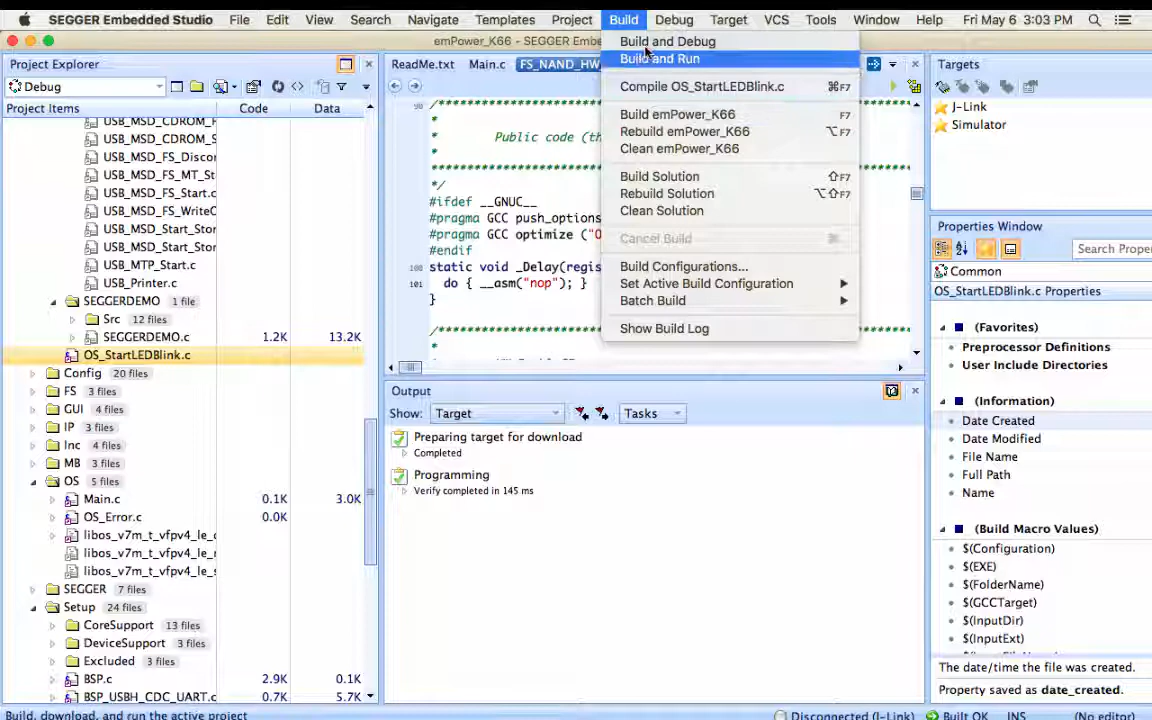 SEGGER Embedded Studio File Edit View Search Navigate Templates Project Build Debug Target VCS Tools Window Help Fri May 6 3:03 PM
emPower_K66 - SEGGER Embe
Project Explorer
Debug
Project Items Code Data
USB_MSD_CDROM_F
USB_MSD_CDROM_S
USB_MSD_FS_Discor
USB_MSD_FS_MT_St
USB_MSD_FS_Start.c
USB_MSD_FS_WriteC
USB_MSD_Start_Stor
USB_MSD_Start_Stor
USB_MTP_Start.c
USB_Printer.c
SEGGERDEMO 1 file
Src 12 files
SEGGERDEMO.c 1.2K 13.2K
OS_StartLEDBlink.c
Config 20 files
FS 3 files
GUI 4 files
IP 3 files
Inc 4 files
MB 3 files
OS 5 files
Main.c 0.1K 3.0K
OS_Error.c 0.0K
libos_v7m_t_vfpv4_le_c
libos_v7m_t_vfpv4_le_r
libos_v7m_t_vfpv4_le_s
SEGGER 7 files
Setup 24 files
CoreSupport 13 files
DeviceSupport 3 files
Excluded 3 files
BSP.c 2.9K 0.1K
BSP_USBH_CDC_UART.c 0.7K 5.7K
ReadMe.txt Main.c FS_NAND_HW
/***
*
* Public code (th
*
***
*/
#ifdef __GNUC__
#pragma GCC push_options
#pragma GCC optimize ("O
#endif
100 static void _Delay(regis
101 do { __asm("nop"); }
}
/***
Build and Debug
Build and Run
Compile OS_StartLEDBlink.c ⌘F7
Build emPower_K66 F7
Rebuild emPower_K66 ⌥F7
Clean emPower_K66
Build Solution ⇧F7
Rebuild Solution ⌥⇧F7
Clean Solution
Cancel Build
Build Configurations...
Set Active Build Configuration
Batch Build
Show Build Log
Output
Show: Target Tasks
Preparing target for download
Completed
Programming
Verify completed in 145 ms
Targets
J-Link
Simulator
Properties Window
Search Prope
Common
OS_StartLEDBlink.c Properties
(Favorites)
Preprocessor Definitions
User Include Directories
(Information)
Date Created
Date Modified
File Name
Full Path
Name
(Build Macro Values)
$(Configuration)
$(EXE)
$(FolderName)
$(GCCTarget)
$(InputDir)
$(InputExt)
The date/time the file was created.
Property saved as date_created.
Build, download, and run the active project Disconnected (J-Link) Built OK INS (No editor)